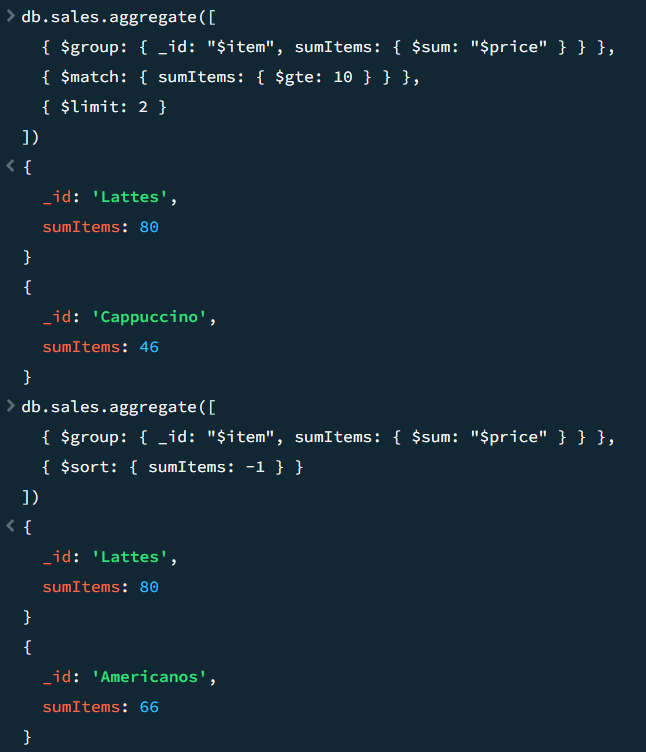 > db.sales.aggregate([
{ $group: { _id: "$item", sumItems: { $sum: "$price" } } },
{ $match: { sumItems: { $gte: 10 } } },
{ $limit: 2 }
])
< {
_id: 'Lattes',
sumItems: 80
}
{
_id: 'Cappuccino',
sumItems: 46
}
> db.sales.aggregate([
{ $group: { _id: "$item", sumItems: { $sum: "$price" } } },
{ $sort: { sumItems: -1 } }
])
< {
_id: 'Lattes',
sumItems: 80
}
{
_id: 'Americanos',
sumItems: 66
}